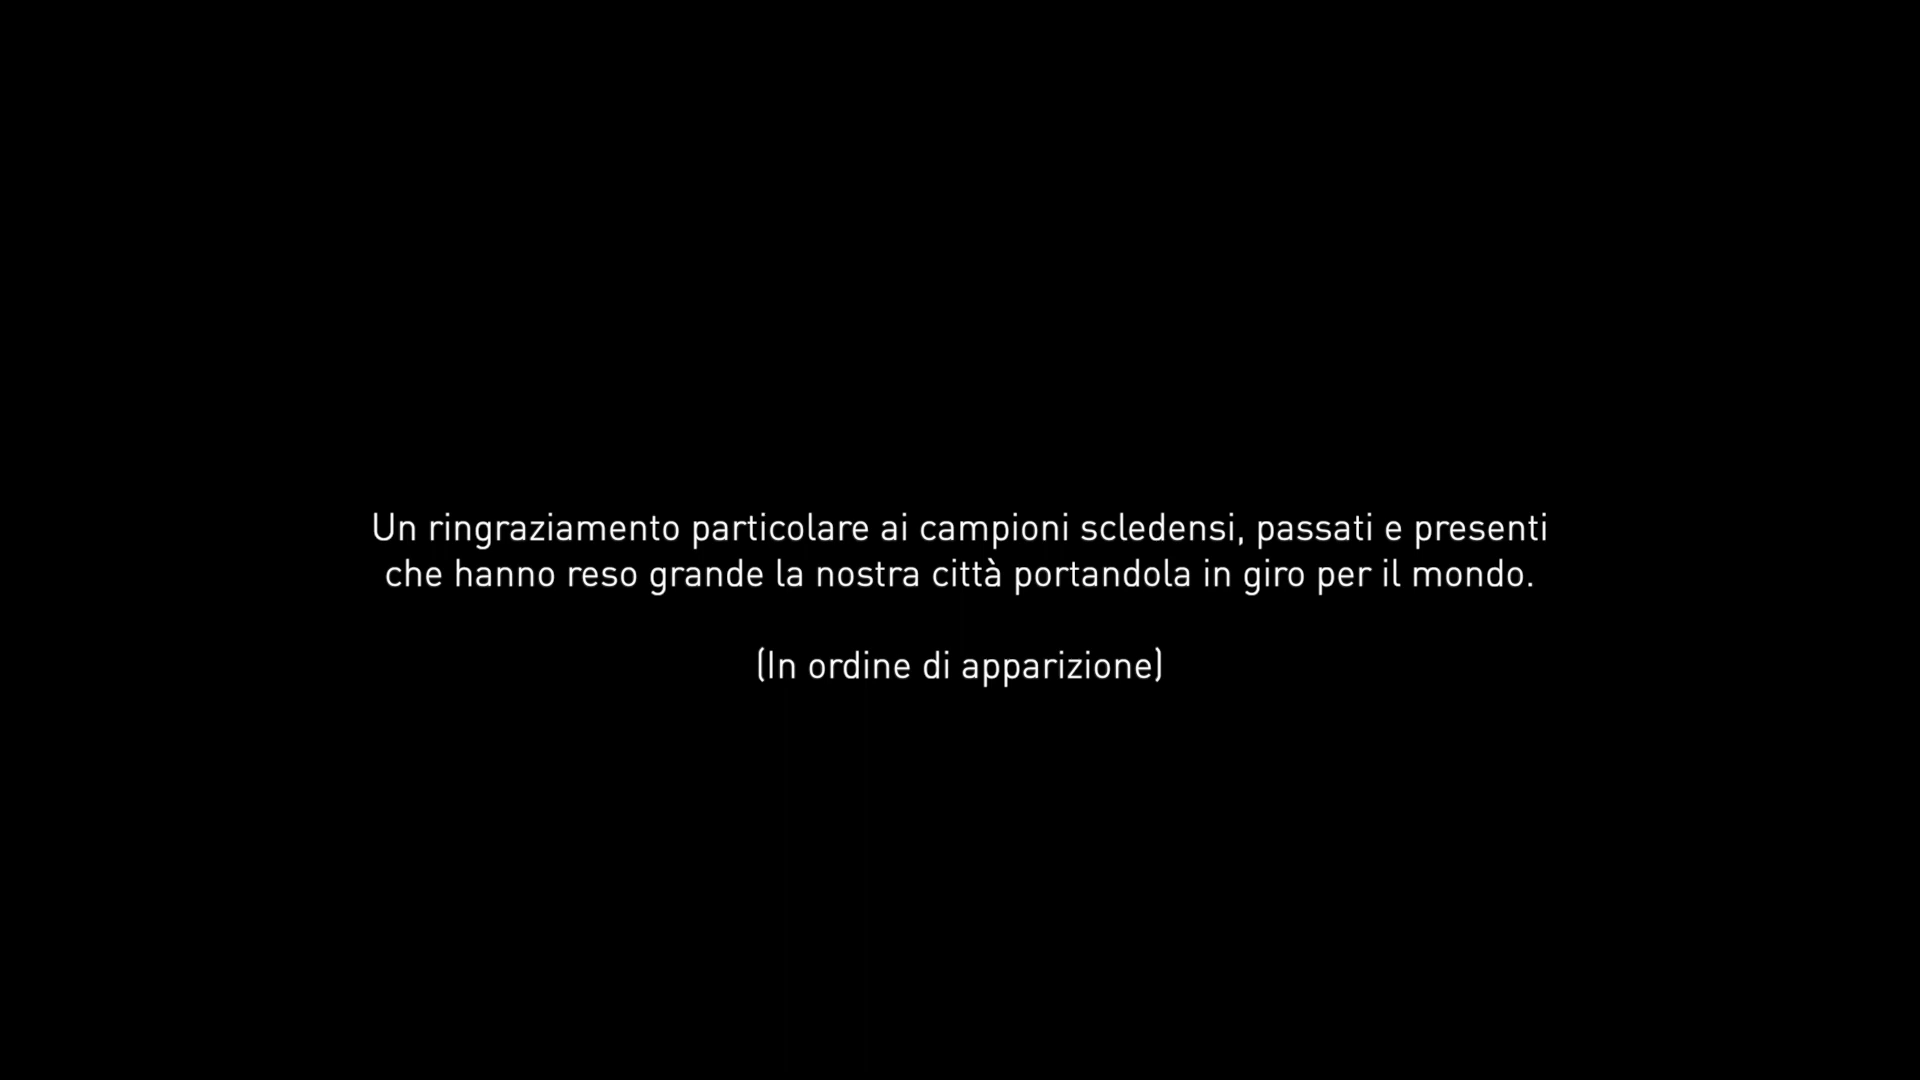 Un ringraziamento particolare ai campioni scledensi, passati e presenti
che hanno reso grande la nostra città portandola in giro per il mondo.
(In ordine di apparizione)